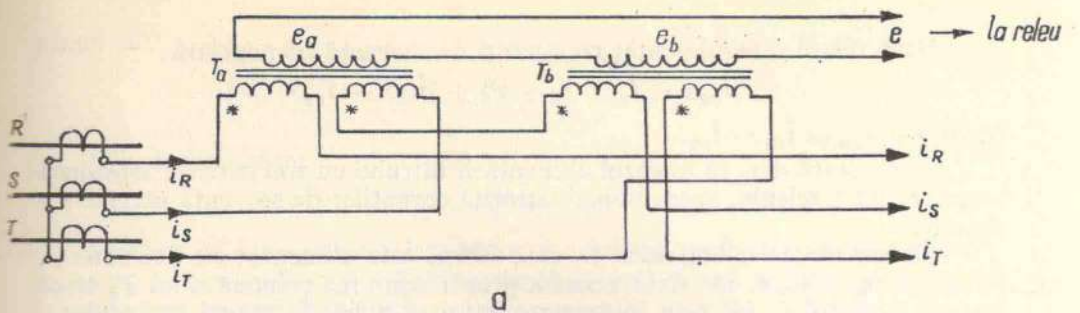 e_a e_b e → la releu
T_a T_b
* * * *
R
i_R i_R
S
i_S i_S
T
i_T i_T
a